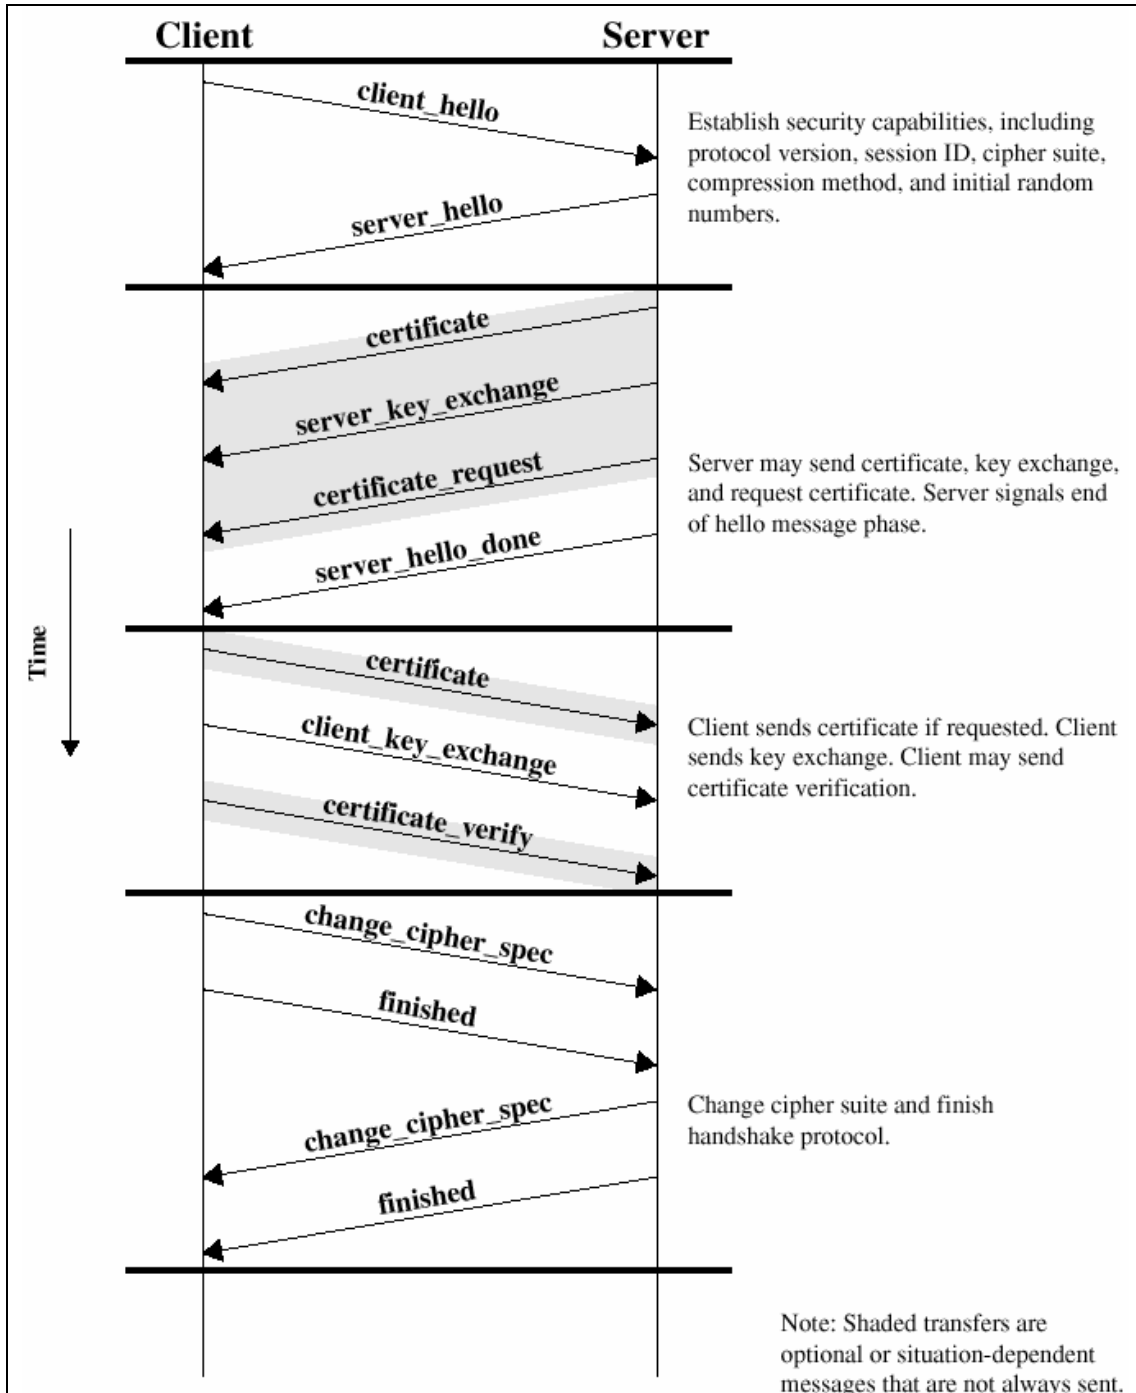 Client
Server
client_hello
Establish security capabilities, including
protocol version, session ID, cipher suite,
compression method, and initial random
numbers.
server_hello
certificate
server_key_exchange
certificate_request
Server may send certificate, key exchange,
and request certificate. Server signals end
of hello message phase.
server_hello_done
Time
certificate
client_key_exchange
Client sends certificate if requested. Client
sends key exchange. Client may send
certificate verification.
certificate_verify
change_cipher_spec
finished
change_cipher_spec
Change cipher suite and finish
handshake protocol.
finished
Note: Shaded transfers are
optional or situation-dependent
messages that are not always sent.